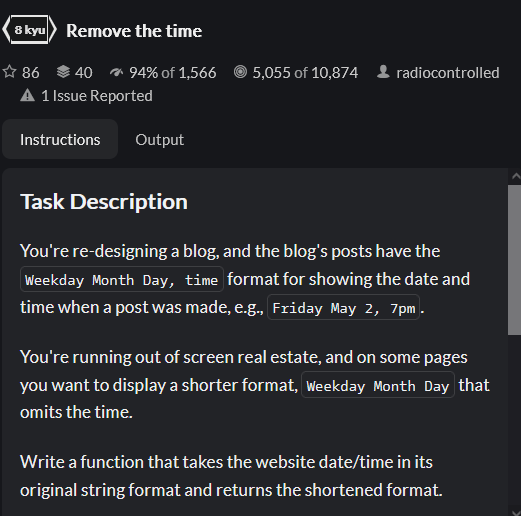 8 kyu Remove the time
86 40 94% of 1,566 5,055 of 10,874 radiocontrolled
1 Issue Reported
Instructions Output
Task Description
You're re-designing a blog, and the blog's posts have the
Weekday Month Day, time format for showing the date and
time when a post was made, e.g., Friday May 2, 7pm.
You're running out of screen real estate, and on some pages
you want to display a shorter format, Weekday Month Day that
omits the time.
Write a function that takes the website date/time in its
original string format and returns the shortened format.